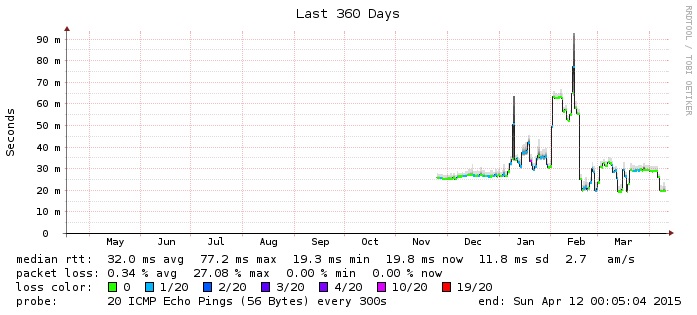 Last 360 Days
RRDTOOL / TOBI OETIKER
Seconds
90 m
80 m
70 m
60 m
50 m
40 m
30 m
20 m
10 m
0
May Jun Jul Aug Sep Oct Nov Dec Jan Feb Mar
median rtt: 32.0 ms avg 77.2 ms max 19.3 ms min 19.8 ms now 11.8 ms sd 2.7 am/s
packet loss: 0.34 % avg 27.08 % max 0.00 % min 0.00 % now
loss color: 0 1/20 2/20 3/20 4/20 10/20 19/20
probe: 20 ICMP Echo Pings (56 Bytes) every 300s end: Sun Apr 12 00:05:04 2015